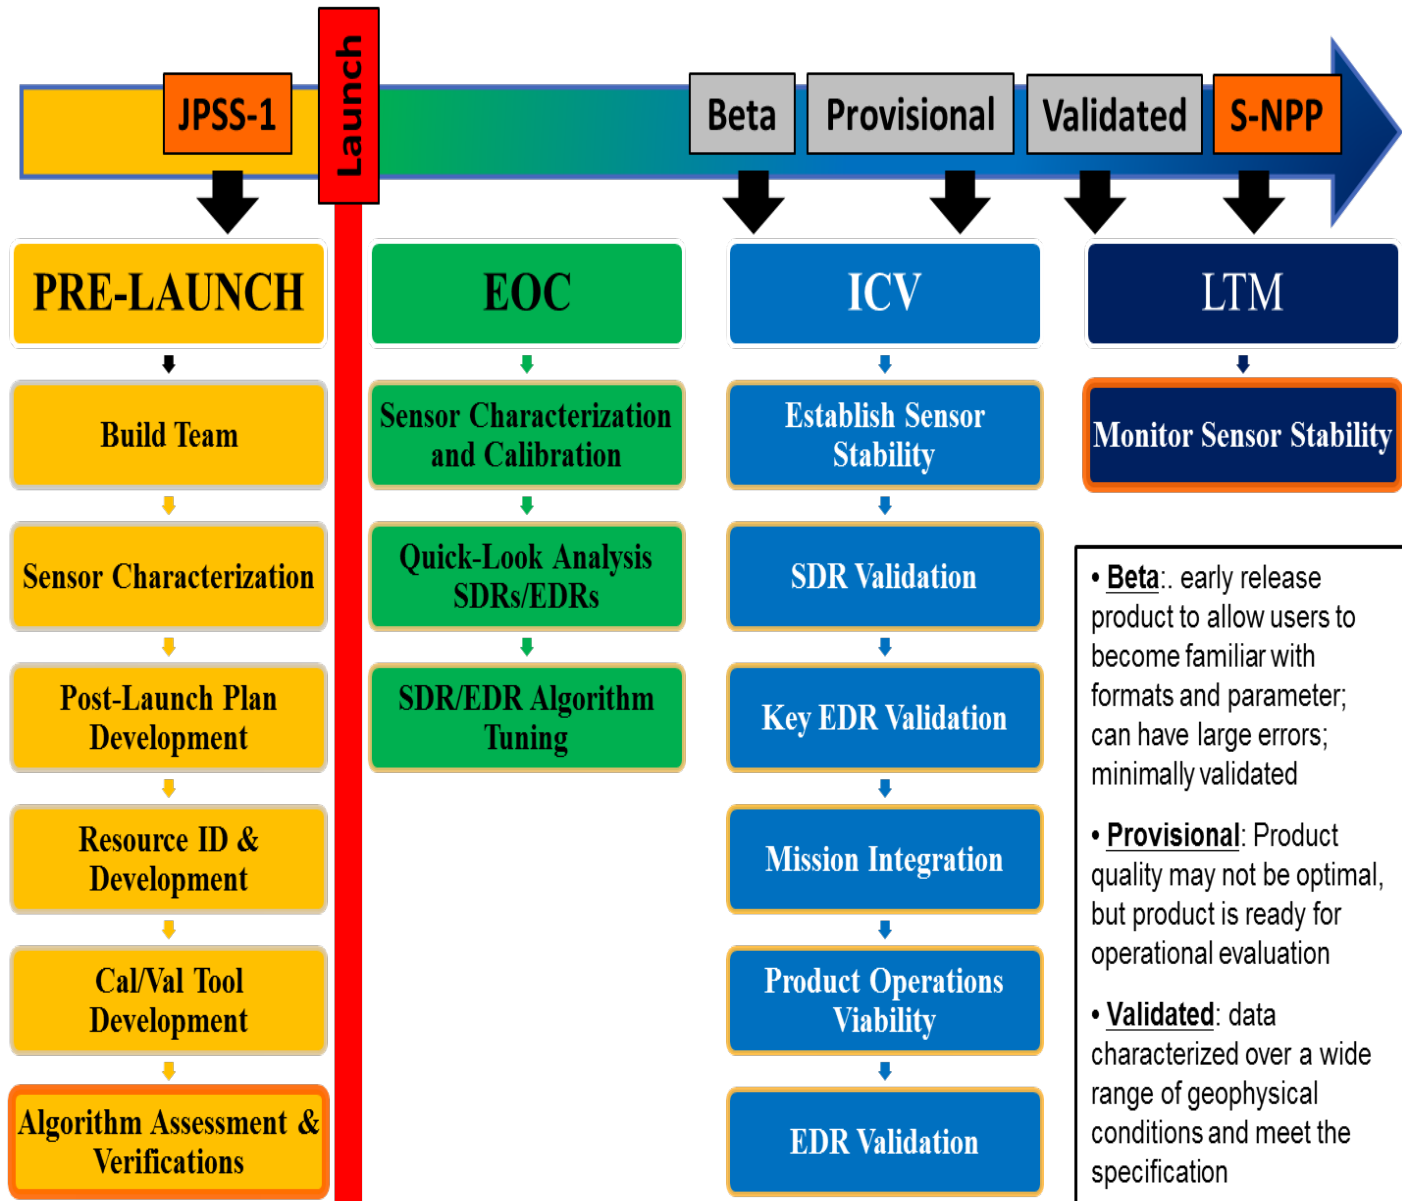 JPSS-1
Launch
Beta
Provisional
Validated
S-NPP
PRE-LAUNCH
Build Team
Sensor Characterization
Post-Launch Plan
Development
Resource ID &
Development
Cal/Val Tool
Development
Algorithm Assessment &
Verifications
EOC
Sensor Characterization
and Calibration
Quick-Look Analysis
SDRs/EDRs
SDR/EDR Algorithm
Tuning
ICV
Establish Sensor
Stability
SDR Validation
Key EDR Validation
Mission Integration
Product Operations
Viability
EDR Validation
LTM
Monitor Sensor Stability
• Beta:. early release
product to allow users to
become familiar with
formats and parameter;
can have large errors;
minimally validated
• Provisional: Product
quality may not be optimal,
but product is ready for
operational evaluation
• Validated: data
characterized over a wide
range of geophysical
conditions and meet the
specification